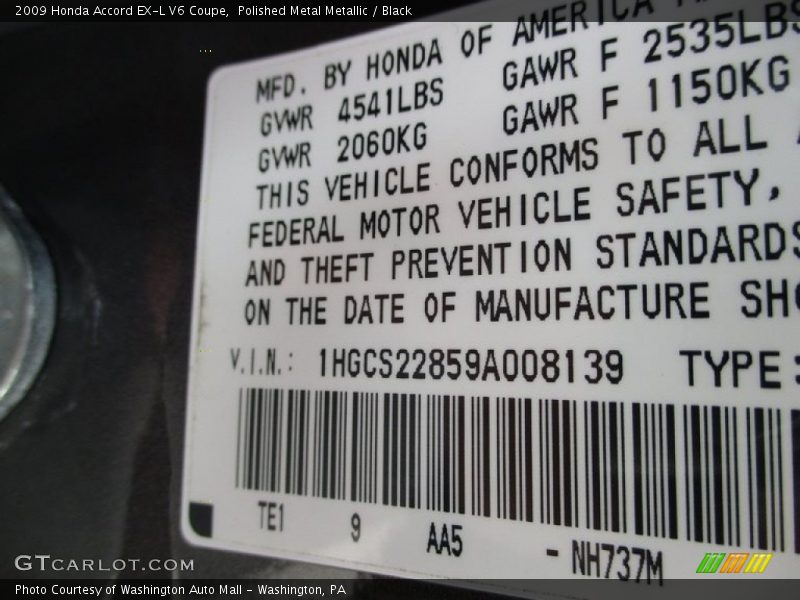 2009 Honda Accord EX-L V6 Coupe, Polished Metal Metallic / Black
MFD. BY HONDA OF AMERICA
GVWR 4541LBS GAWR F 2535LBS
GVWR 2060KG GAWR F 1150KG
THIS VEHICLE CONFORMS TO ALL
FEDERAL MOTOR VEHICLE SAFETY,
AND THEFT PREVENTION STANDARDS
ON THE DATE OF MANUFACTURE
V.I.N.: 1HGCS22859A008139 TYPE:
TE1 9 AA5 - NH737M
GTCARLOT.COM
Photo Courtesy of Washington Auto Mall - Washington, PA